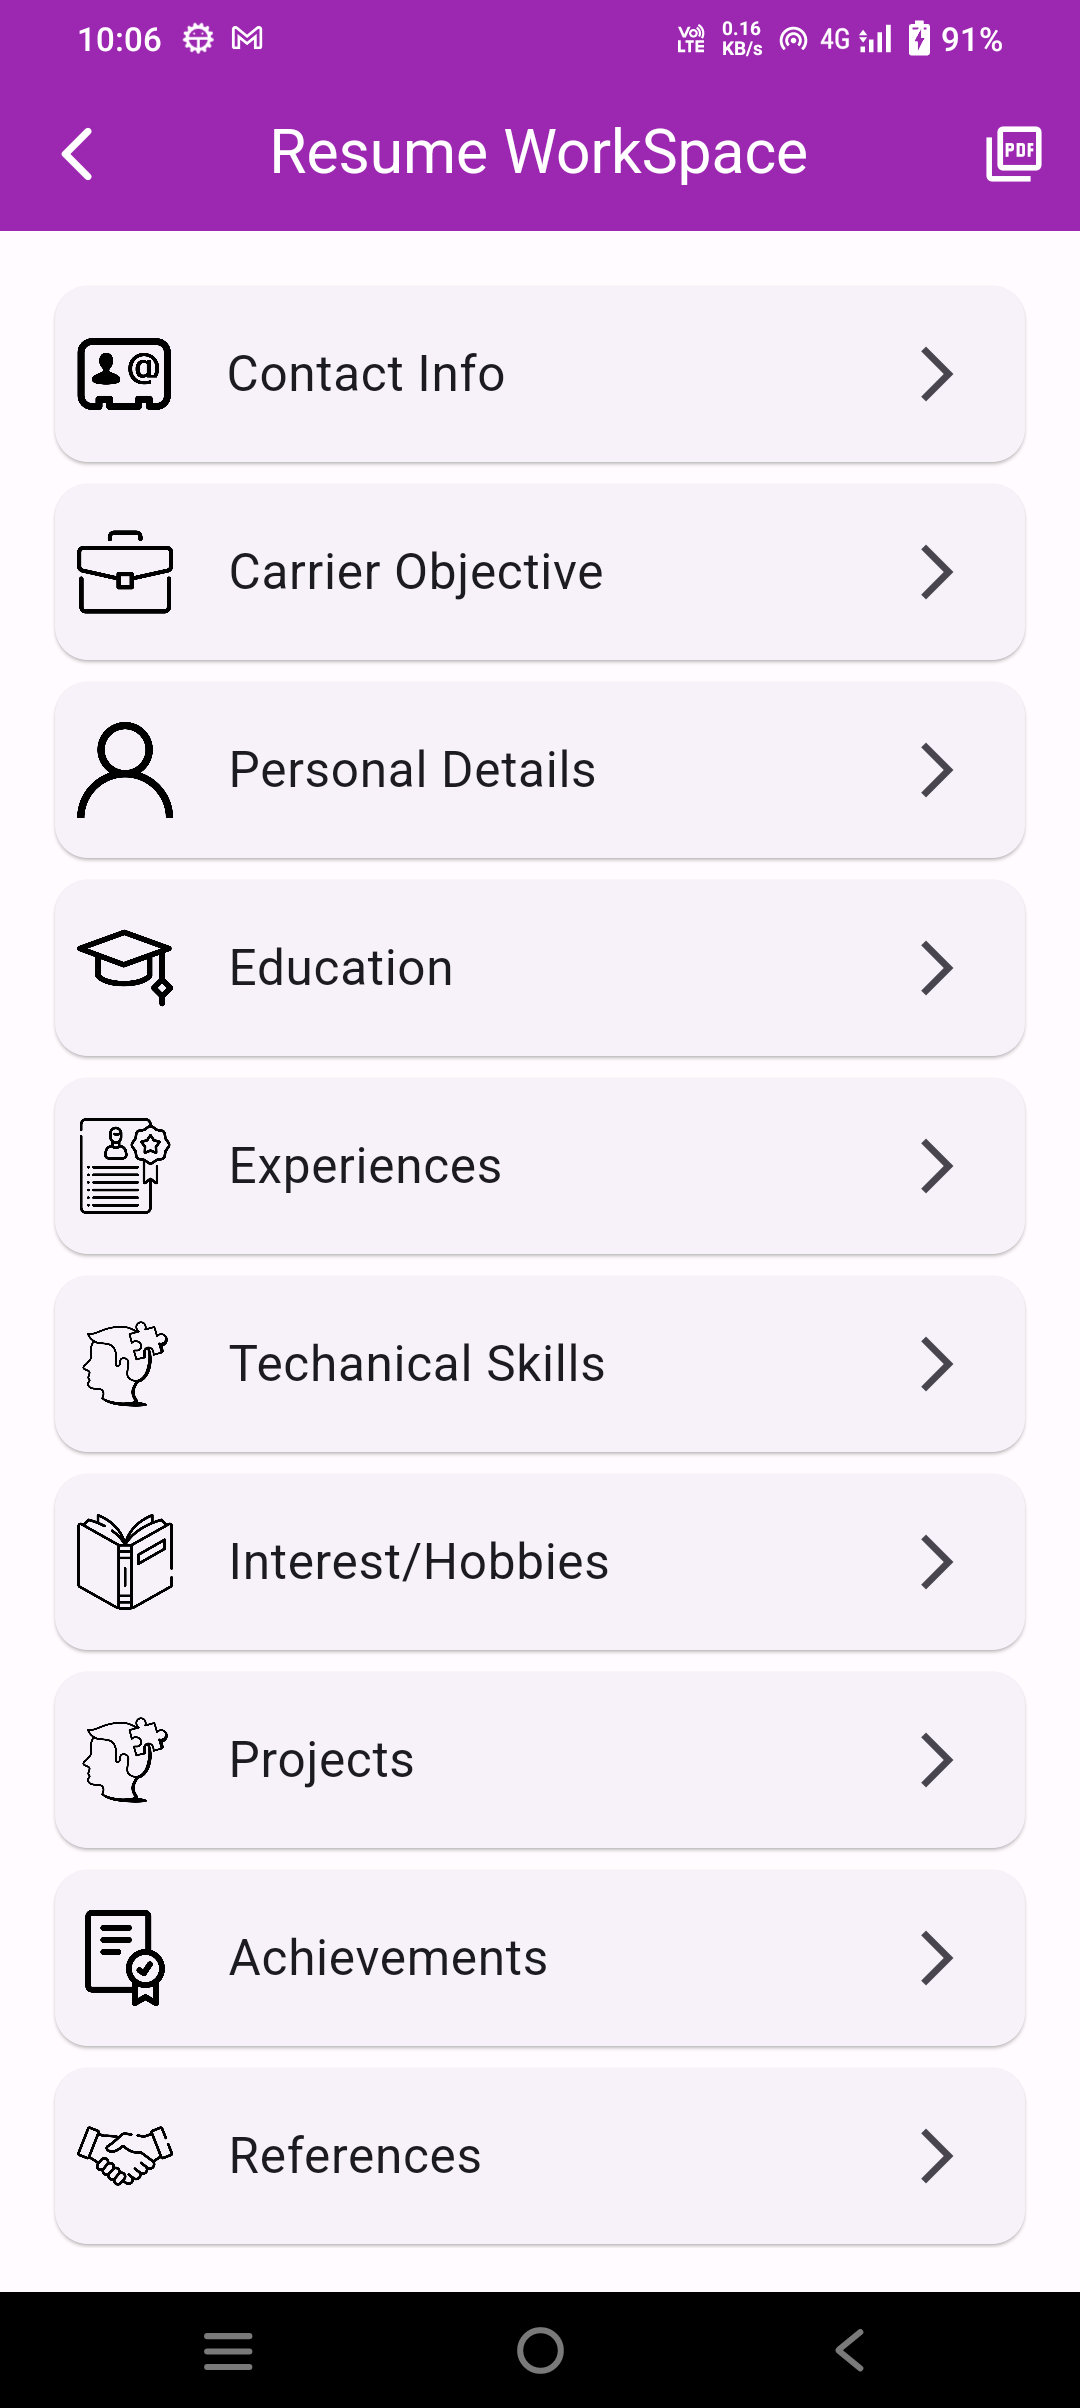 10:06
Vo) LTE 0.16 KB/s 4G 91%
Resume WorkSpace
PDF
@
Contact Info
Carrier Objective
Personal Details
Education
Experiences
Techanical Skills
Interest/Hobbies
Projects
Achievements
References